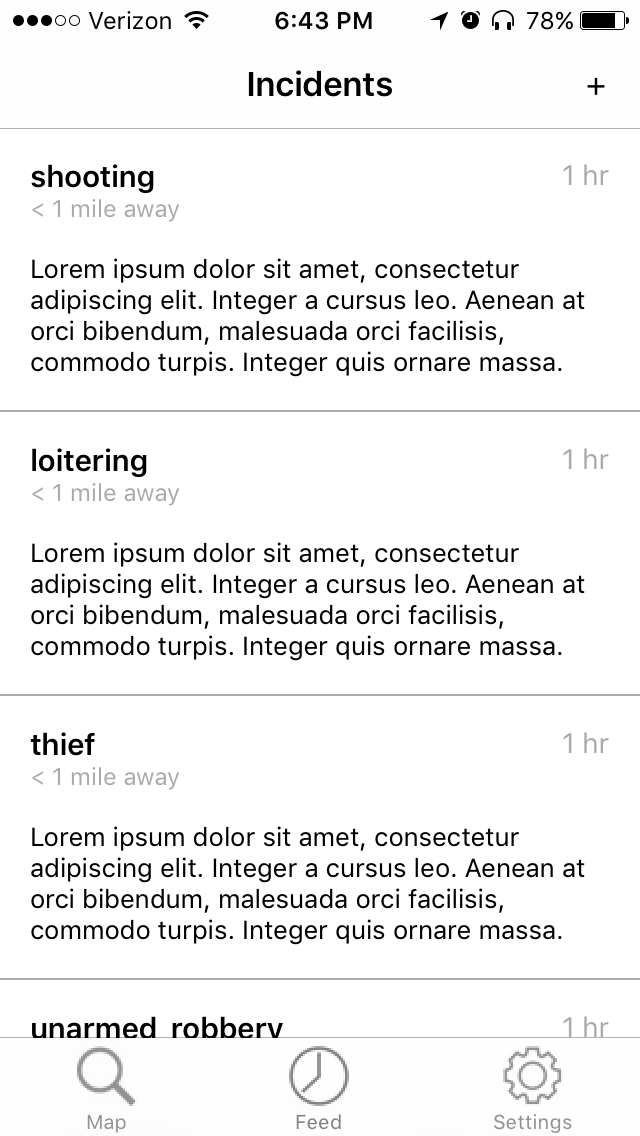 Verizon 6:43 PM 78%
Incidents +
shooting 1 hr
< 1 mile away
Lorem ipsum dolor sit amet, consectetur
adipiscing elit. Integer a cursus leo. Aenean at
orci bibendum, malesuada orci facilisis,
commodo turpis. Integer quis ornare massa.
loitering 1 hr
< 1 mile away
Lorem ipsum dolor sit amet, consectetur
adipiscing elit. Integer a cursus leo. Aenean at
orci bibendum, malesuada orci facilisis,
commodo turpis. Integer quis ornare massa.
thief 1 hr
< 1 mile away
Lorem ipsum dolor sit amet, consectetur
adipiscing elit. Integer a cursus leo. Aenean at
orci bibendum, malesuada orci facilisis,
commodo turpis. Integer quis ornare massa.
unarmed robbery 1 hr
Map Feed Settings